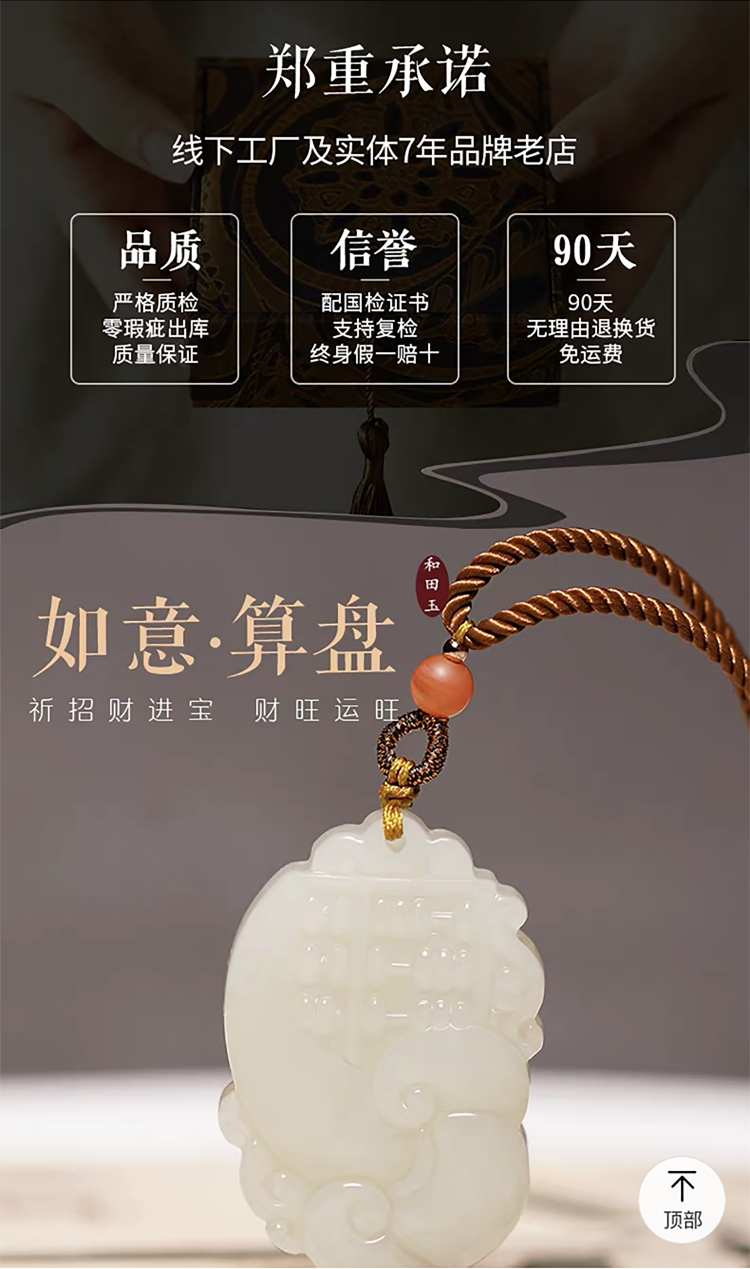 郑重承诺
线下工厂及实体7年品牌老店
品质
严格质检
零瑕疵出库
质量保证
信誉
配国检证书
支持复检
终身假一赔十
90天
90天
无理由退换货
免运费
和田玉
如意·算盘
祈招财进宝 财旺运旺
顶部